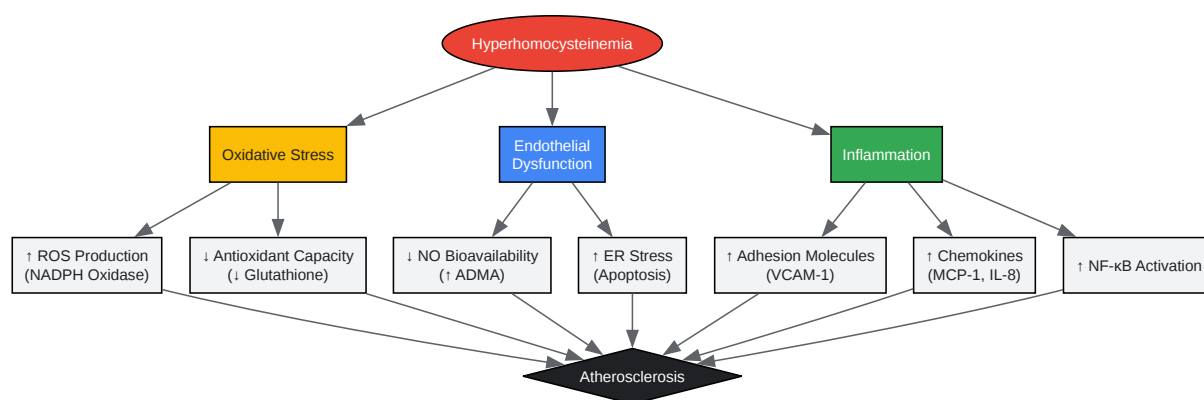 Hyperhomocysteinemia
Oxidative Stress
Endothelial
Dysfunction
Inflammation
↑ ROS Production
(NADPH Oxidase)
↓ Antioxidant Capacity
(↓ Glutathione)
↓ NO Bioavailability
(↑ ADMA)
↑ ER Stress
(Apoptosis)
↑ Adhesion Molecules
(VCAM-1)
↑ Chemokines
(MCP-1, IL-8)
↑ NF-κB Activation
Atherosclerosis